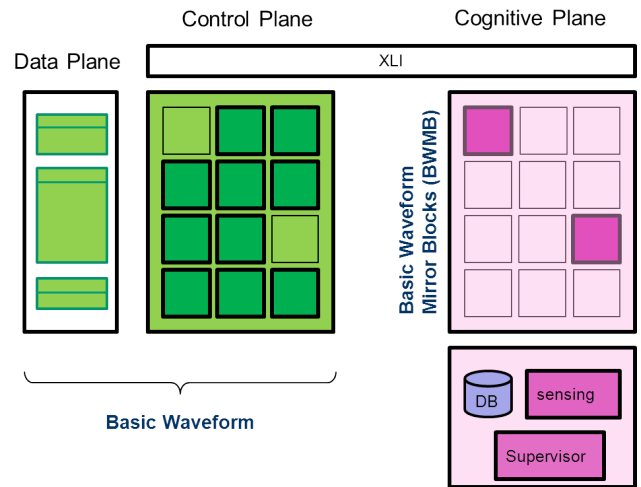 Control Plane
Cognitive Plane
Data Plane
XLI
Basic Waveform
Mirror Blocks (BWMB)
DB
sensing
Supervisor
Basic Waveform